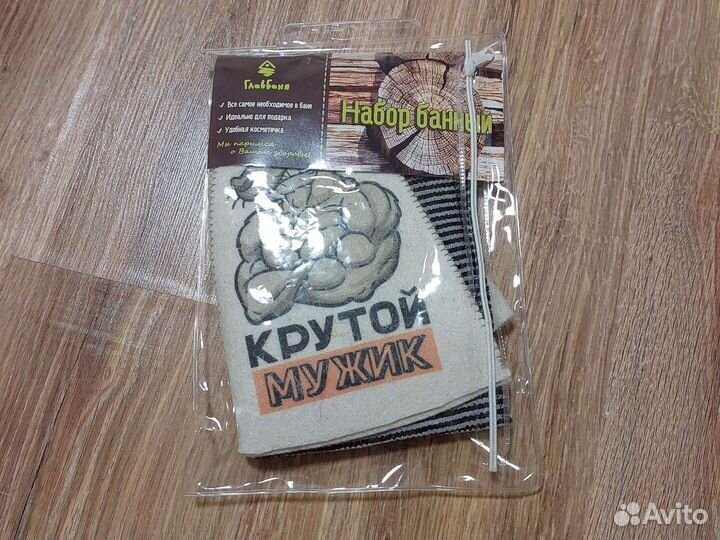 ГлавБаня
✓ Все самое необходимое в бане
✓ Идеально для подарка
✓ Удобная косметичка
Мы паримся
о Вашем здоровье!
Набор банный
КРУТОЙ
МУЖИК
Avito